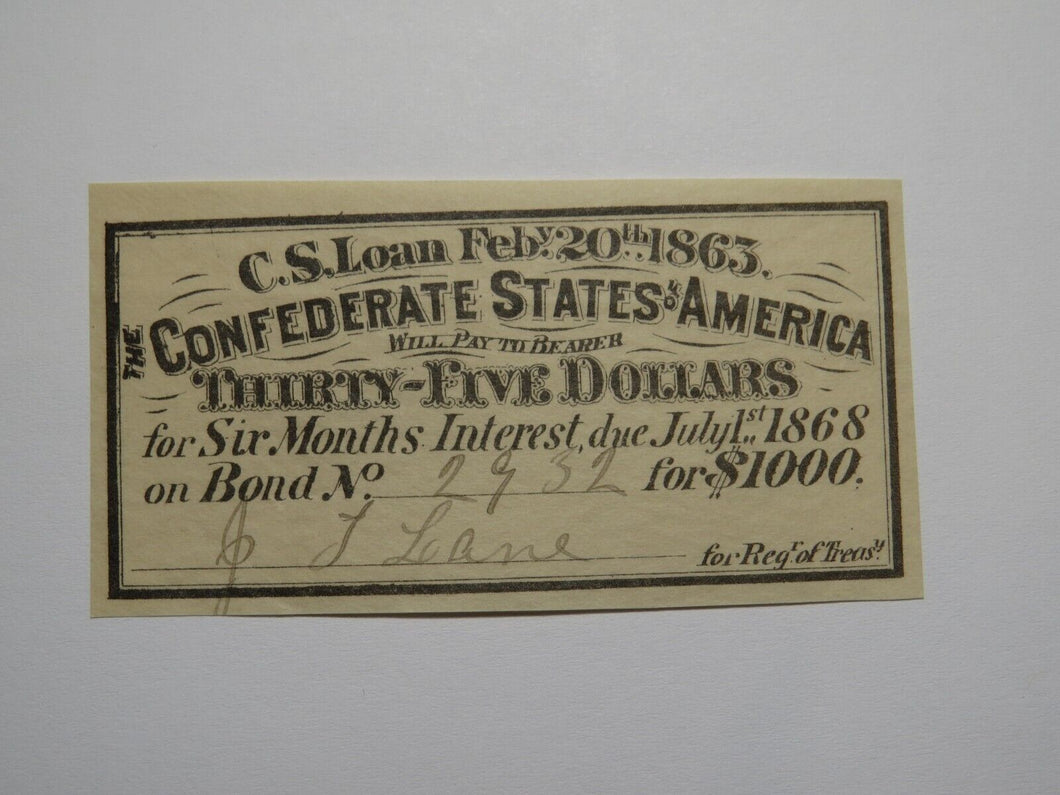 C.S. Loan Feby. 20th. 1863.
THE CONFEDERATE STATES OF AMERICA
WILL PAY TO BEARER
THIRTY-FIVE DOLLARS
for Six Months Interest, due July 1st. 1868
on Bond No. 2932 for $1000.
J T Lane for Regr. of Treasy.